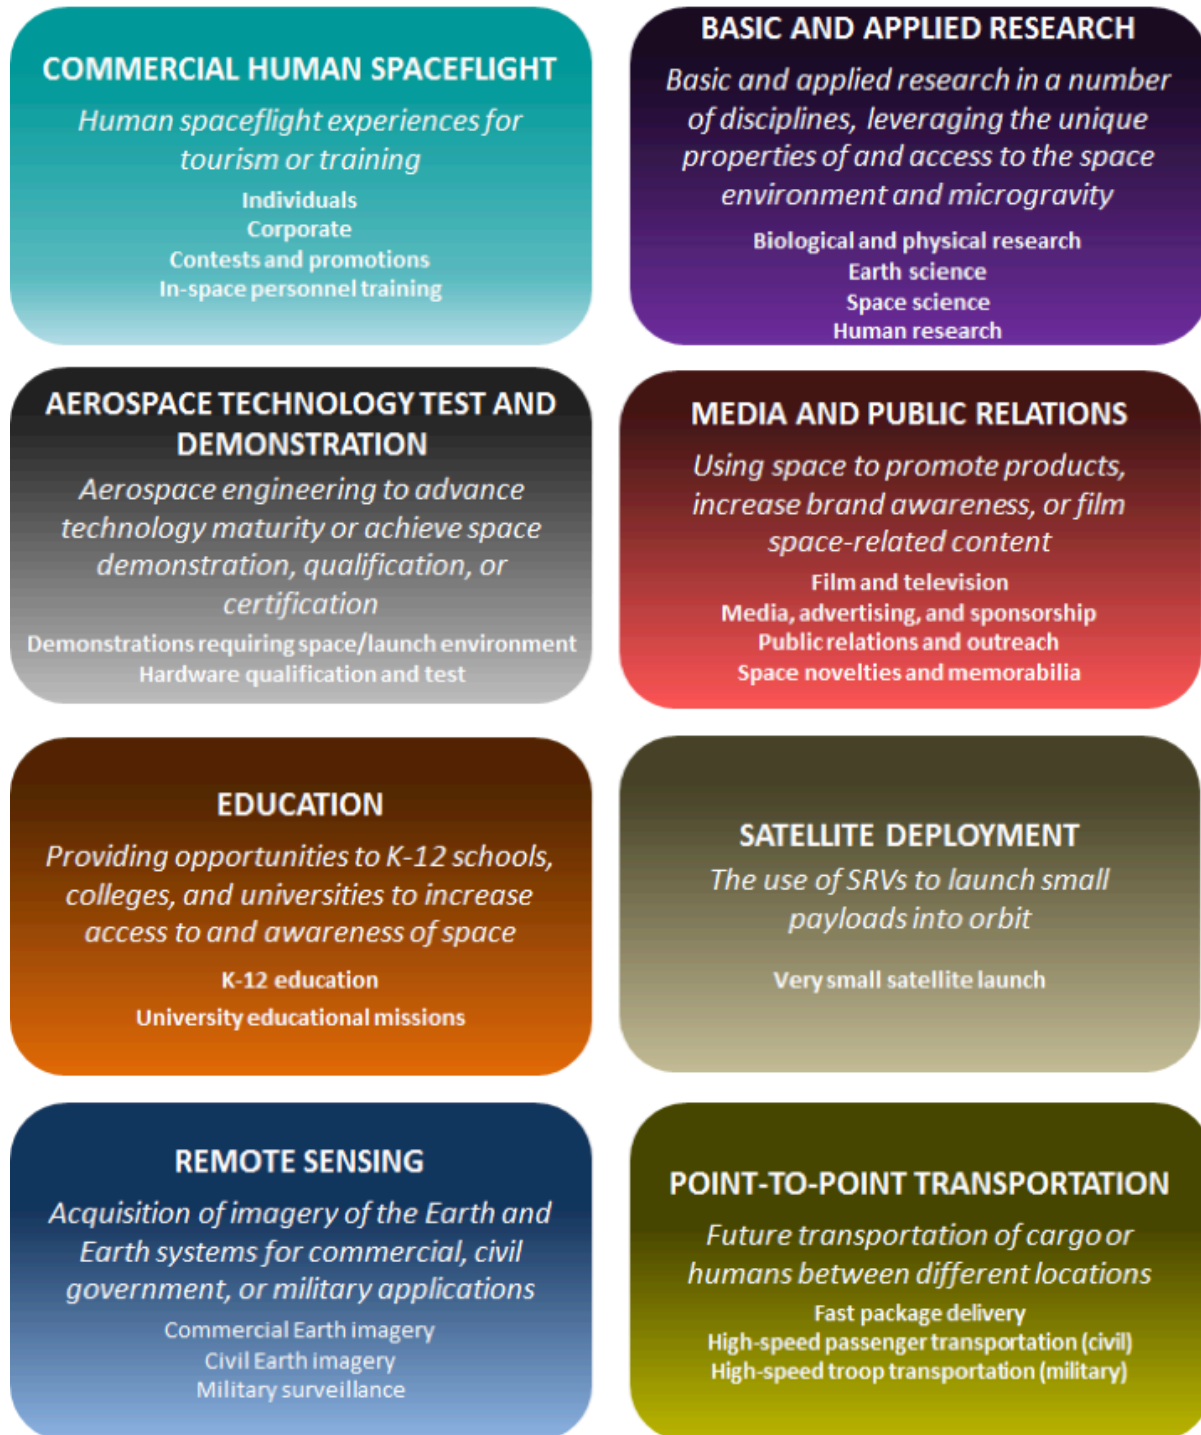 COMMERCIAL HUMAN SPACEFLIGHT
Human spaceflight experiences for
tourism or training
Individuals
Corporate
Contests and promotions
In-space personnel training
BASIC AND APPLIED RESEARCH
Basic and applied research in a number
of disciplines, leveraging the unique
properties of and access to the space
environment and microgravity
Biological and physical research
Earth science
Space science
Human research
AEROSPACE TECHNOLOGY TEST AND
DEMONSTRATION
Aerospace engineering to advance
technology maturity or achieve space
demonstration, qualification, or
certification
Demonstrations requiring space/launch environment
Hardware qualification and test
MEDIA AND PUBLIC RELATIONS
Using space to promote products,
increase brand awareness, or film
space-related content
Film and television
Media, advertising, and sponsorship
Public relations and outreach
Space novelties and memorabilia
EDUCATION
Providing opportunities to K-12 schools,
colleges, and universities to increase
access to and awareness of space
K-12 education
University educational missions
SATELLITE DEPLOYMENT
The use of SRVs to launch small
payloads into orbit
Very small satellite launch
REMOTE SENSING
Acquisition of imagery of the Earth and
Earth systems for commercial, civil
government, or military applications
Commercial Earth imagery
Civil Earth imagery
Military surveillance
POINT-TO-POINT TRANSPORTATION
Future transportation of cargo or
humans between different locations
Fast package delivery
High-speed passenger transportation (civil)
High-speed troop transportation (military)